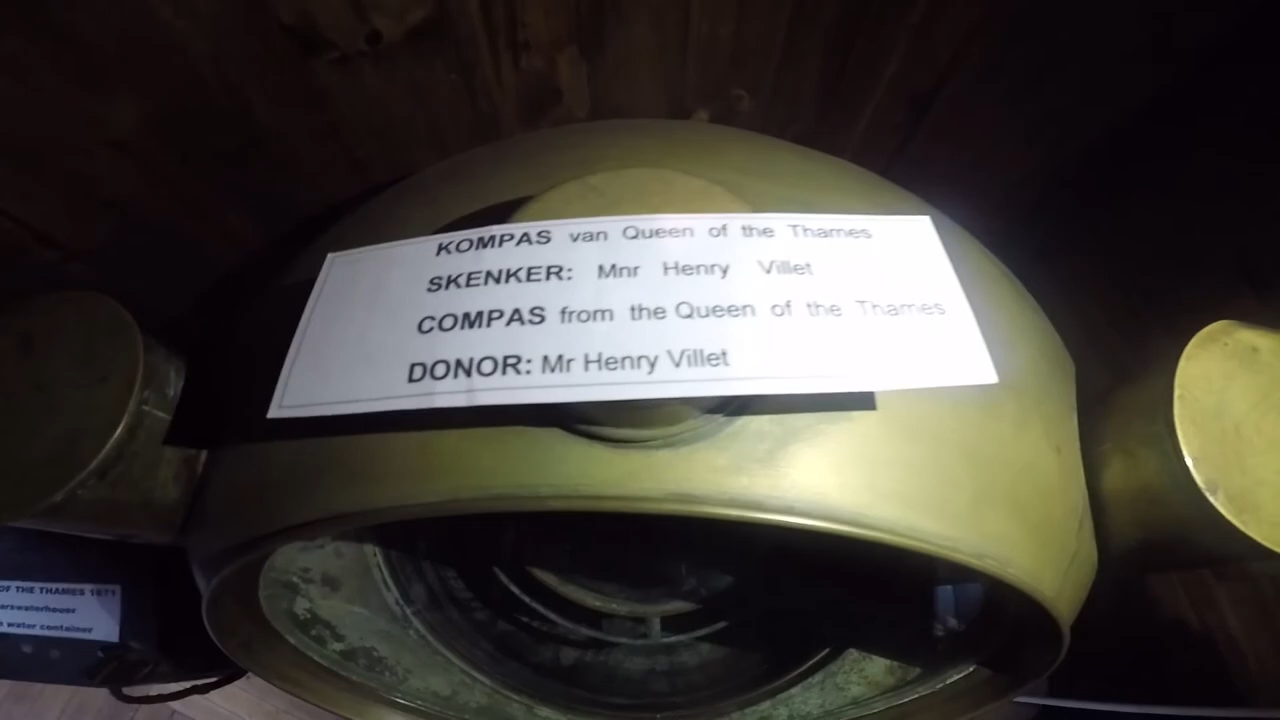 KOMPAS van Queen of the Thames
SKENKER: Mnr Henry Villet
COMPAS from the Queen of the Thames
DONOR: Mr Henry Villet
OF THE THAMES 1871
water container